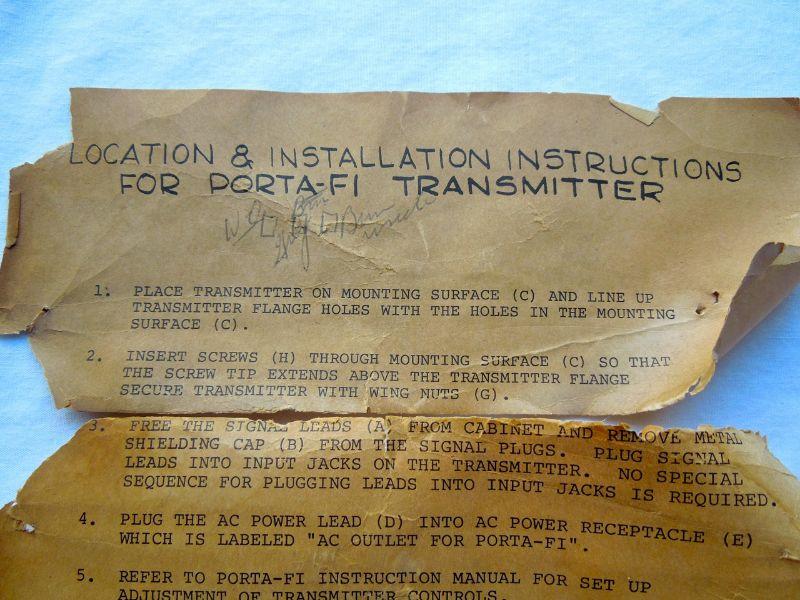 LOCATION & INSTALLATION INSTRUCTIONS
FOR PORTA-FI TRANSMITTER
1. PLACE TRANSMITTER ON MOUNTING SURFACE (C) AND LINE UP
TRANSMITTER FLANGE HOLES WITH THE HOLES IN THE MOUNTING
SURFACE (C).
2. INSERT SCREWS (H) THROUGH MOUNTING SURFACE (C) SO THAT
THE SCREW TIP EXTENDS ABOVE THE TRANSMITTER FLANGE
SECURE TRANSMITTER WITH WING NUTS (G).
3. FREE THE SIGNAL LEADS (A) FROM CABINET AND REMOVE METAL
SHIELDING CAP (B) FROM THE SIGNAL PLUGS. PLUG SIGNAL
LEADS INTO INPUT JACKS ON THE TRANSMITTER. NO SPECIAL
SEQUENCE FOR PLUGGING LEADS INTO INPUT JACKS IS REQUIRED.
4. PLUG THE AC POWER LEAD (D) INTO AC POWER RECEPTACLE (E)
WHICH IS LABELED "AC OUTLET FOR PORTA-FI".
5. REFER TO PORTA-FI INSTRUCTION MANUAL FOR SET UP
ADJUSTMENT OF TRANSMITTER CONTROLS.